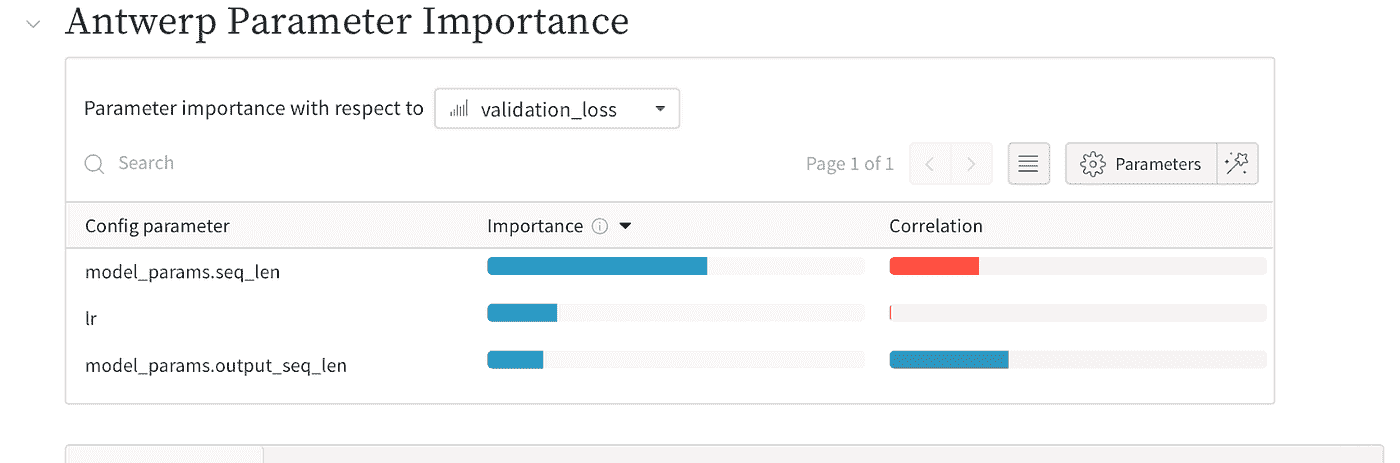 Antwerp Parameter Importance
Parameter importance with respect to validation_loss
Search Page 1 of 1 Parameters
Config parameter Importance Correlation
model_params.seq_len
lr
model_params.output_seq_len